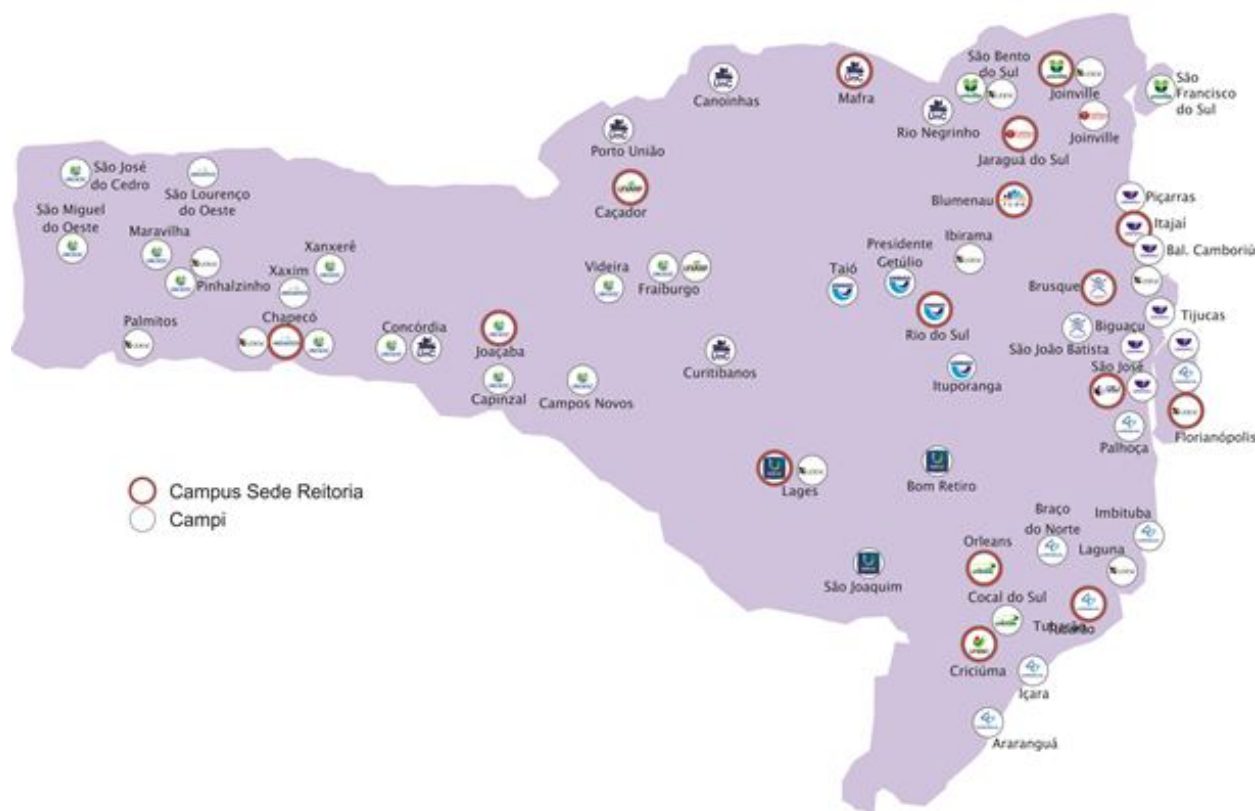 São Bento
do Sul
Joinville
São
Francisco
do Sul
Canoinhas
Mafra
Rio Negrinho
Joinville
Jaraguá do Sul
Porto União
Caçador
São José
do Cedro
São Lourenço
do Oeste
São Miguel
do Oeste
Maravilha
Pinhalzinho
Xanxerê
Xaxim
Blumenau
Piçarras
Itajaí
Bal. Camboriú
Videira
Fraiburgo
Taió
Presidente
Getúlio
Ibirama
Brusque
Palmitos
Chapecó
Concórdia
Joaçaba
Capinzal
Campos Novos
Curitibanos
Rio do Sul
Ituporanga
Tijucas
Biguaçu
São João Batista
São José
Florianópolis
Palhoça
Campus Sede Reitoria
Campi
Lages
Bom Retiro
Braço
do Norte
Imbituba
Orleans
Laguna
São Joaquim
Cocal do Sul
Tubarão
Tubarão
Criciúma
Içara
Araranguá